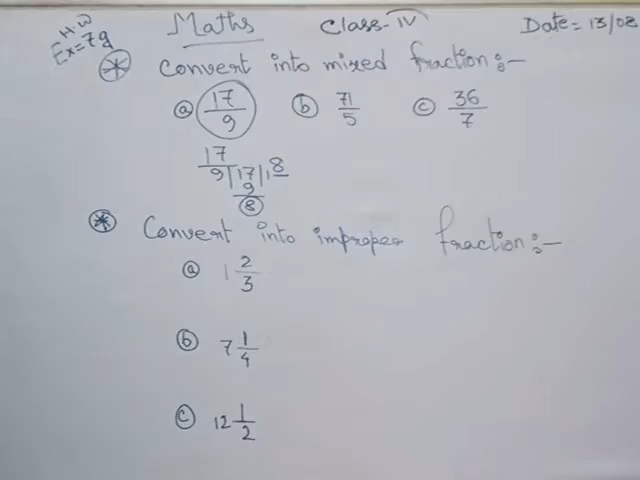 H.W Maths Class-IV Date=13/02
Ex=7g
Convert into mixed fraction:-
a 17/9 b 71/5 c 36/7
17/9 9|17|1 8
9
8
Convert into improper fraction:-
a 1 2/3
b 7 1/4
c 12 1/2